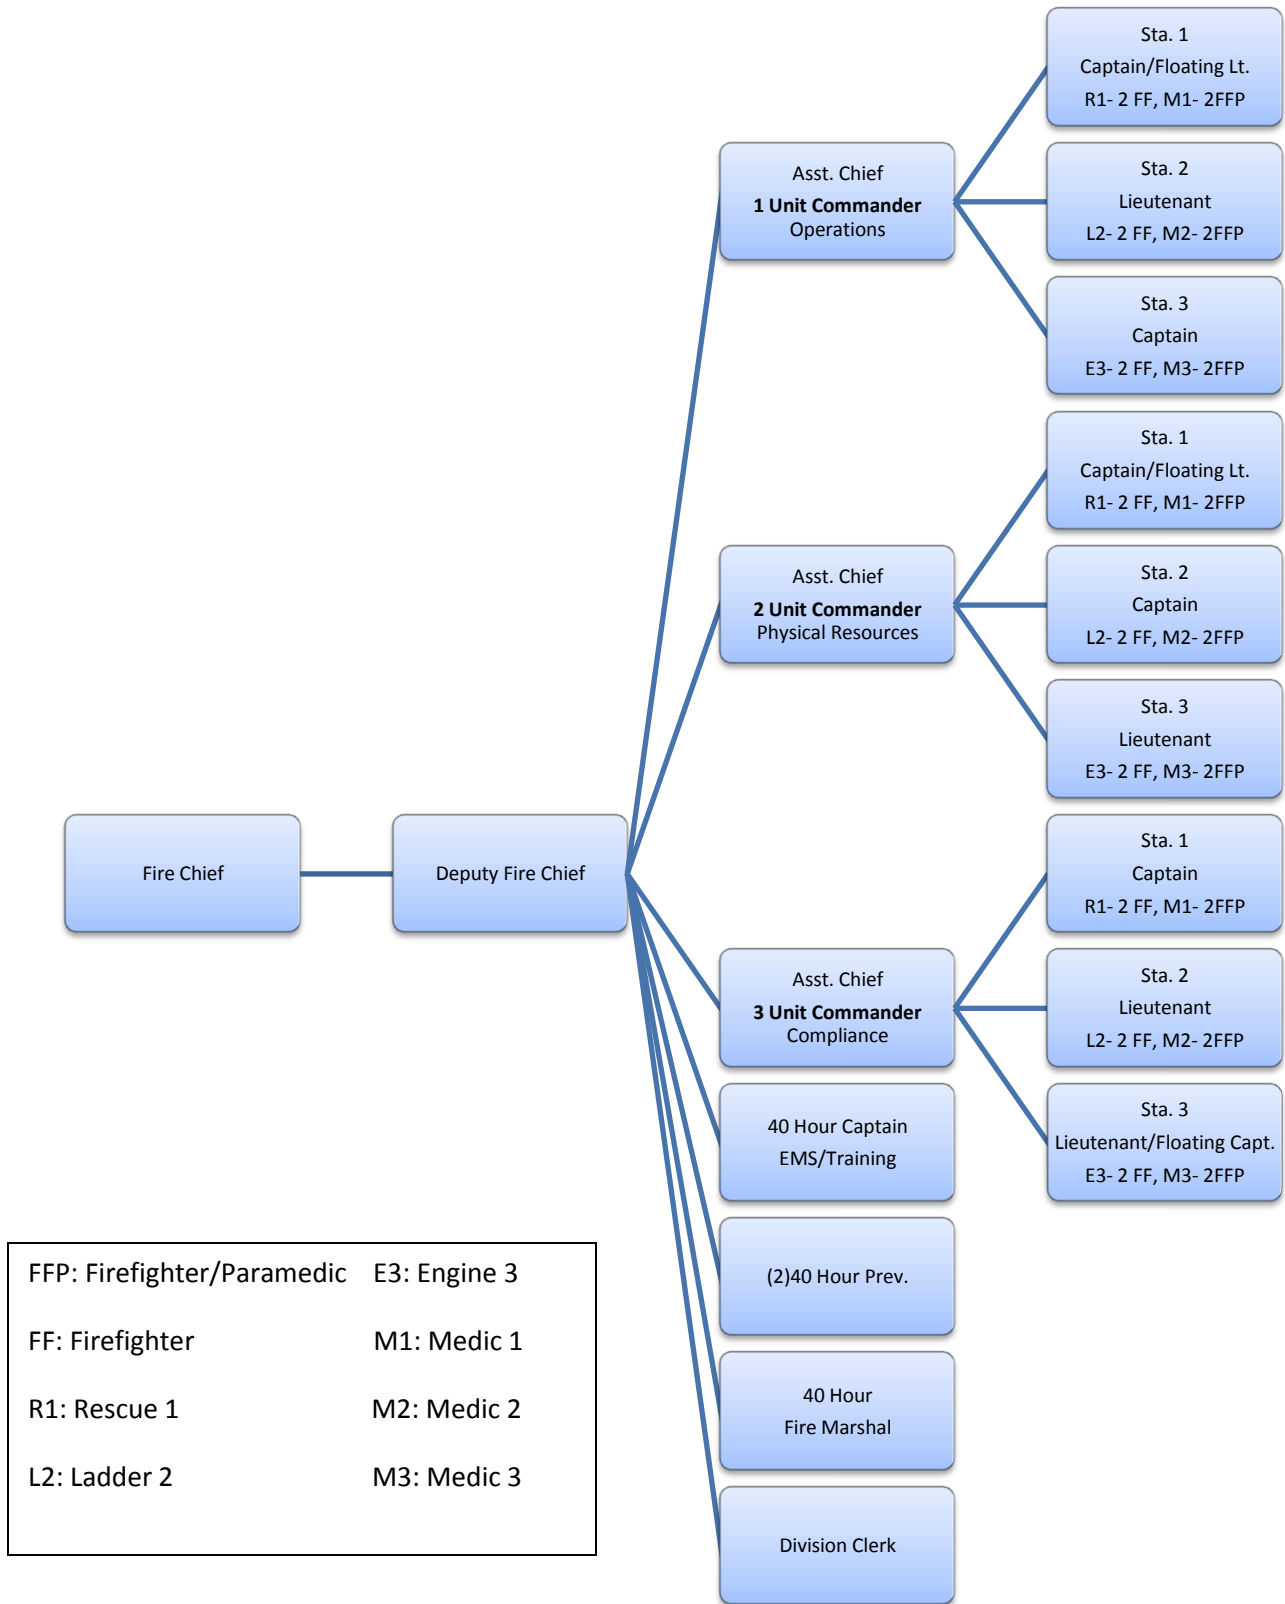 Fire Chief
Deputy Fire Chief
Asst. Chief
1 Unit Commander
Operations
Sta. 1
Captain/Floating Lt.
R1- 2 FF, M1- 2FFP
Sta. 2
Lieutenant
L2- 2 FF, M2- 2FFP
Sta. 3
Captain
E3- 2 FF, M3- 2FFP
Asst. Chief
2 Unit Commander
Physical Resources
Sta. 1
Captain/Floating Lt.
R1- 2 FF, M1- 2FFP
Sta. 2
Captain
L2- 2 FF, M2- 2FFP
Sta. 3
Lieutenant
E3- 2 FF, M3- 2FFP
Asst. Chief
3 Unit Commander
Compliance
Sta. 1
Captain
R1- 2 FF, M1- 2FFP
Sta. 2
Lieutenant
L2- 2 FF, M2- 2FFP
Sta. 3
Lieutenant/Floating Capt.
E3- 2 FF, M3- 2FFP
40 Hour Captain
EMS/Training
(2)40 Hour Prev.
40 Hour
Fire Marshal
Division Clerk
FFP: Firefighter/Paramedic E3: Engine 3
FF: Firefighter M1: Medic 1
R1: Rescue 1 M2: Medic 2
L2: Ladder 2 M3: Medic 3